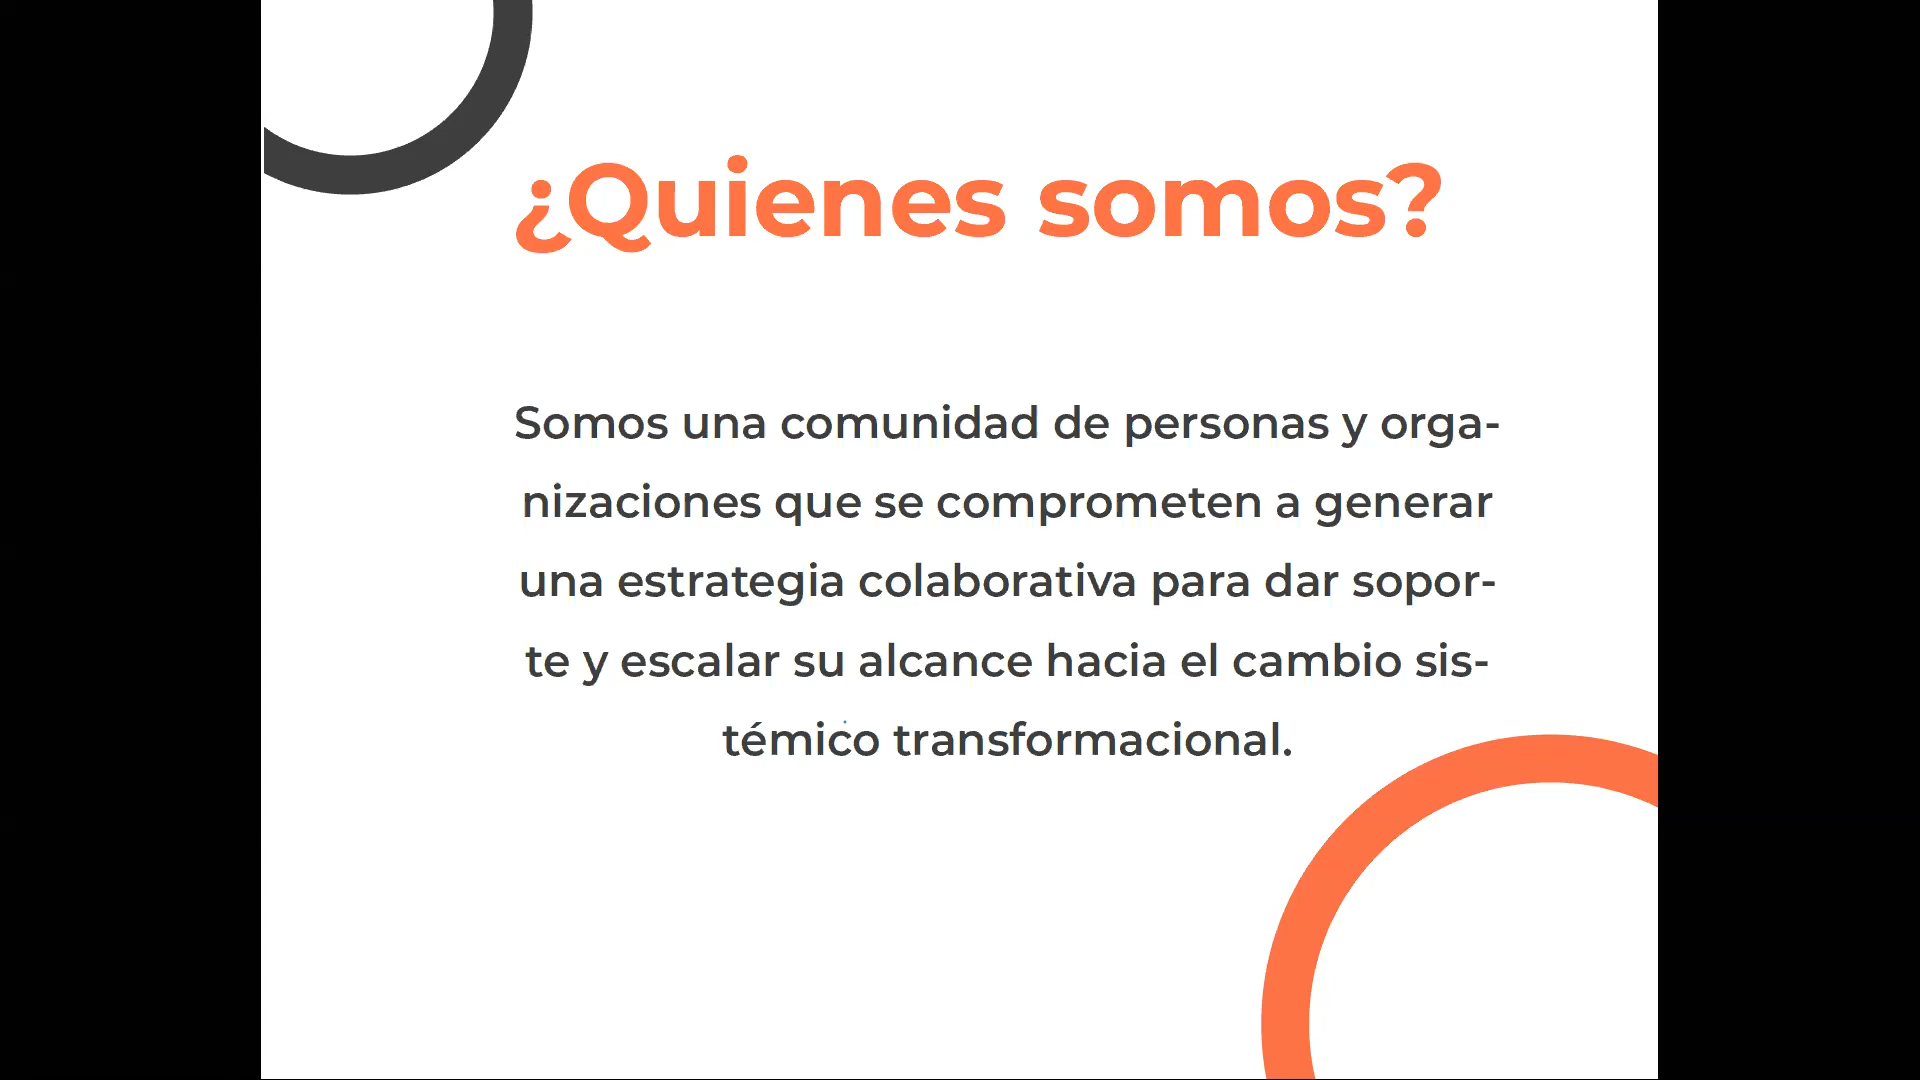 ¿Quienes somos?
Somos una comunidad de personas y orga-
nizaciones que se comprometen a generar
una estrategia colaborativa para dar sopor-
te y escalar su alcance hacia el cambio sis-
témico transformacional.